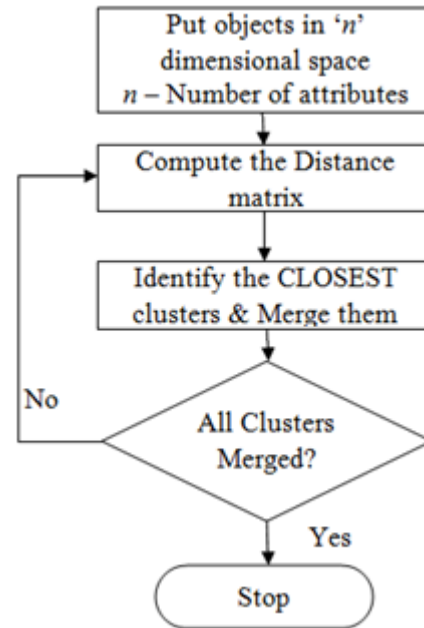 Put objects in ‘n’
dimensional space
n – Number of attributes
Compute the Distance
matrix
Identify the CLOSEST
clusters & Merge them
No
All Clusters
Merged?
Yes
Stop